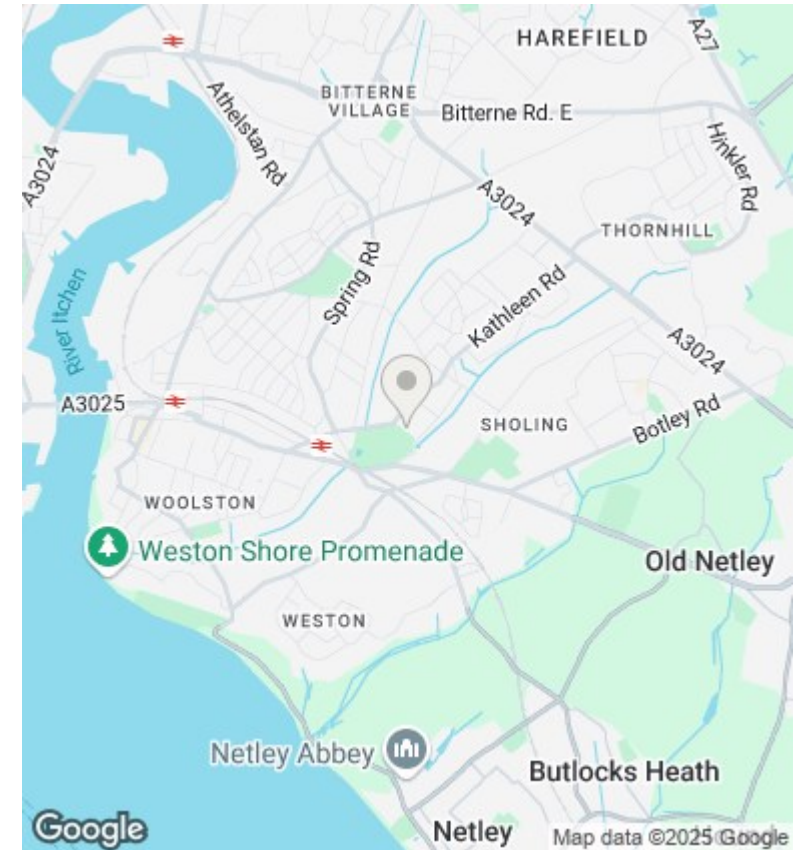 HAREFIELD
A27
BITTERNE
VILLAGE
Bitterne Rd. E
Athelstan Rd
A3024
Hinkler Rd
A3024
THORNHILL
Spring Rd
Kathleen Rd
River Itchen
A3024
A3025
SHOLING
Botley Rd
WOOLSTON
Weston Shore Promenade
Old Netley
WESTON
Netley Abbey
Butlocks Heath
Netley
Google
Map data ©2025 Google